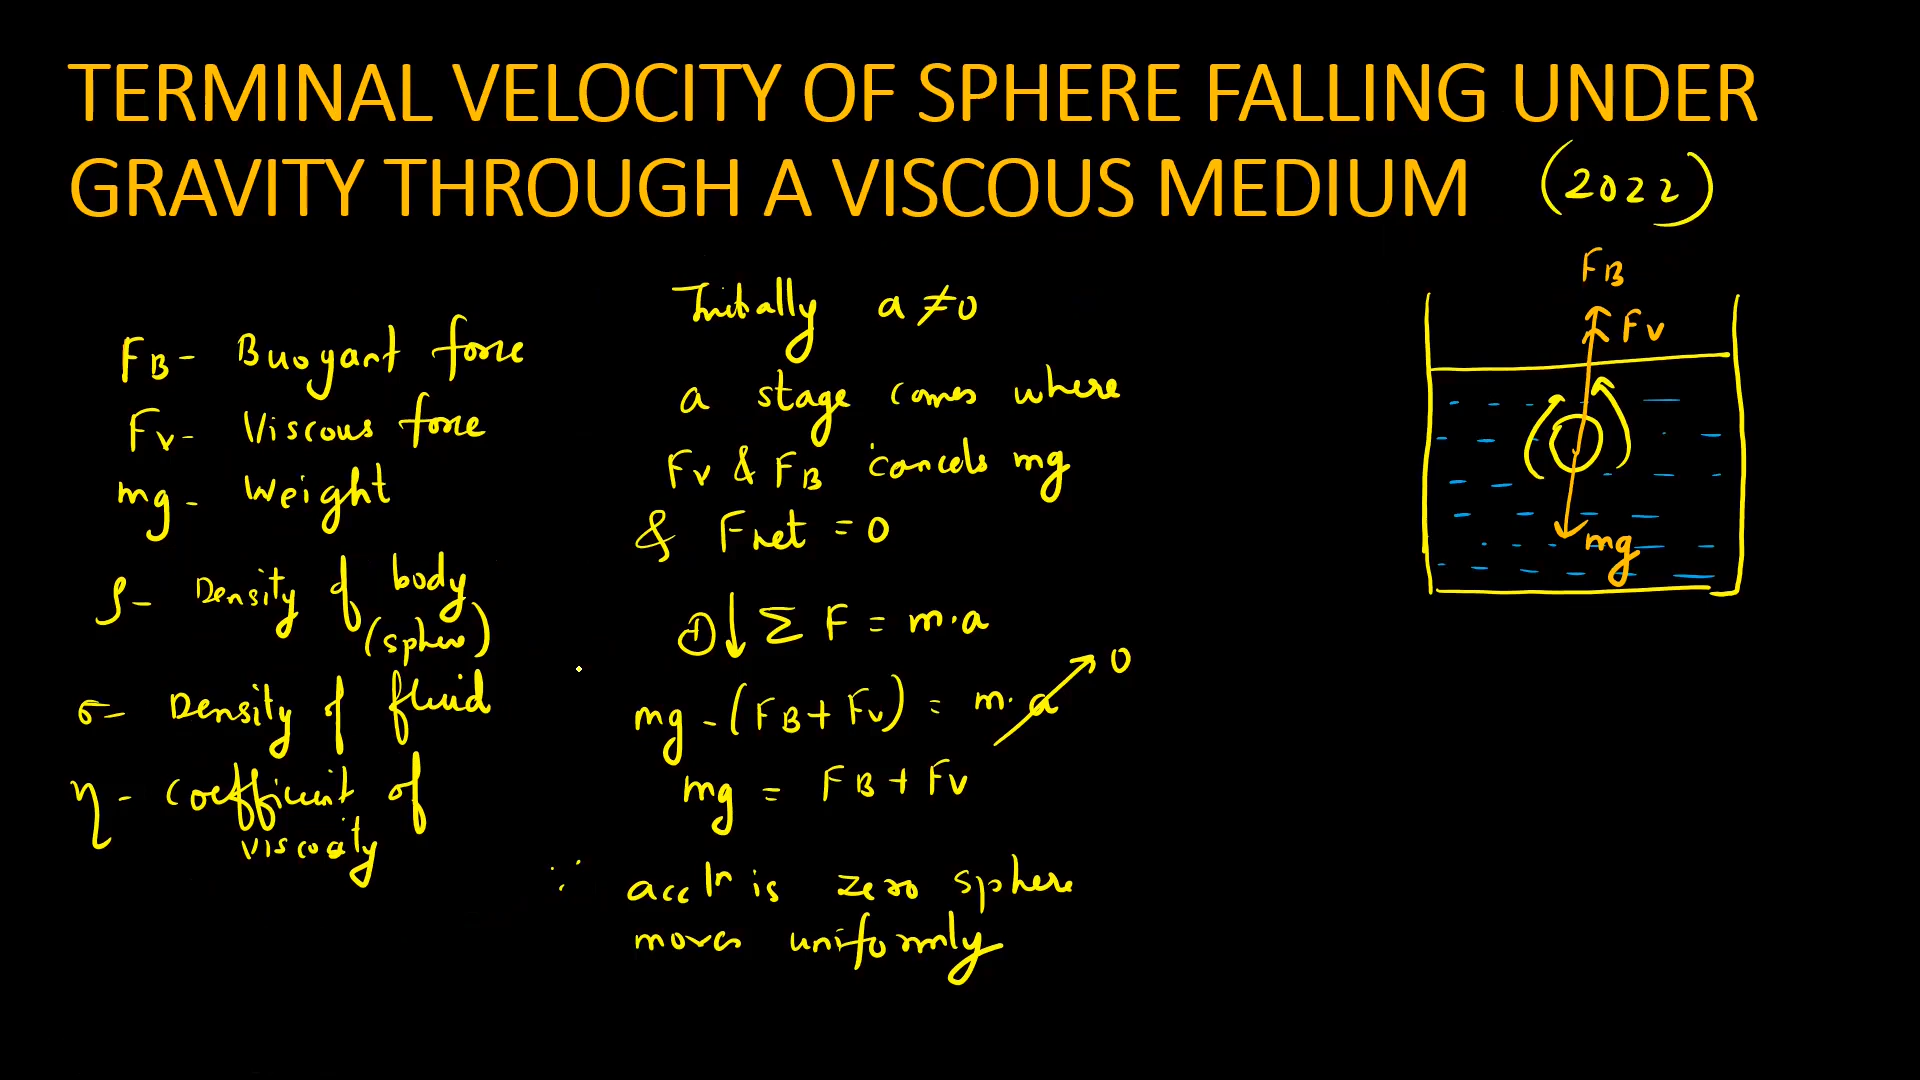 TERMINAL VELOCITY OF SPHERE FALLING UNDER
GRAVITY THROUGH A VISCOUS MEDIUM (2022)
FB- Buoyant force
Fv- Viscous force
mg- Weight
ρ- Density of body
(sphere)
σ- Density of fluid
η- coefficient of
viscosity
Initially a ≠ 0
a stage comes where
Fv & FB cancels mg
& Fnet = 0
⊕↓ Σ F = m·a
mg - (FB + Fv) = m·a → 0
mg = FB + Fv
∵ accln is zero sphere
moves uniformly
FB
Fv
mg